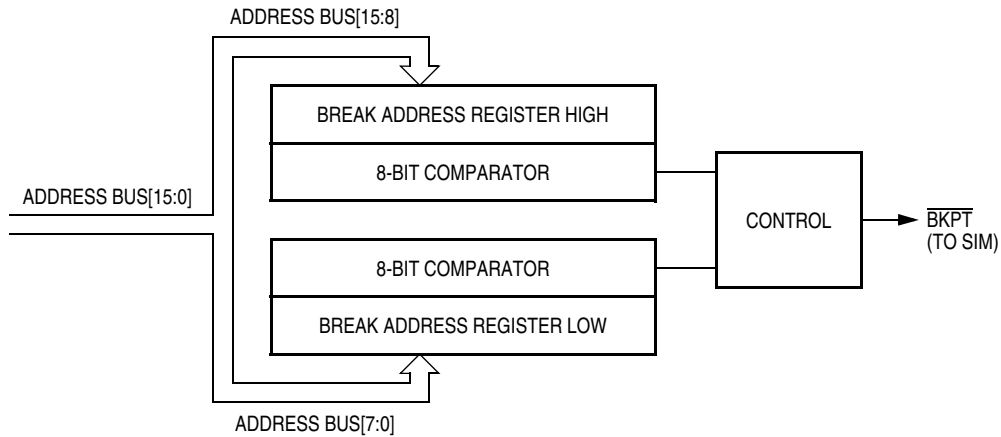 ADDRESS BUS[15:8]
BREAK ADDRESS REGISTER HIGH
8-BIT COMPARATOR
ADDRESS BUS[15:0]
CONTROL
BKPT
(TO SIM)
8-BIT COMPARATOR
BREAK ADDRESS REGISTER LOW
ADDRESS BUS[7:0]